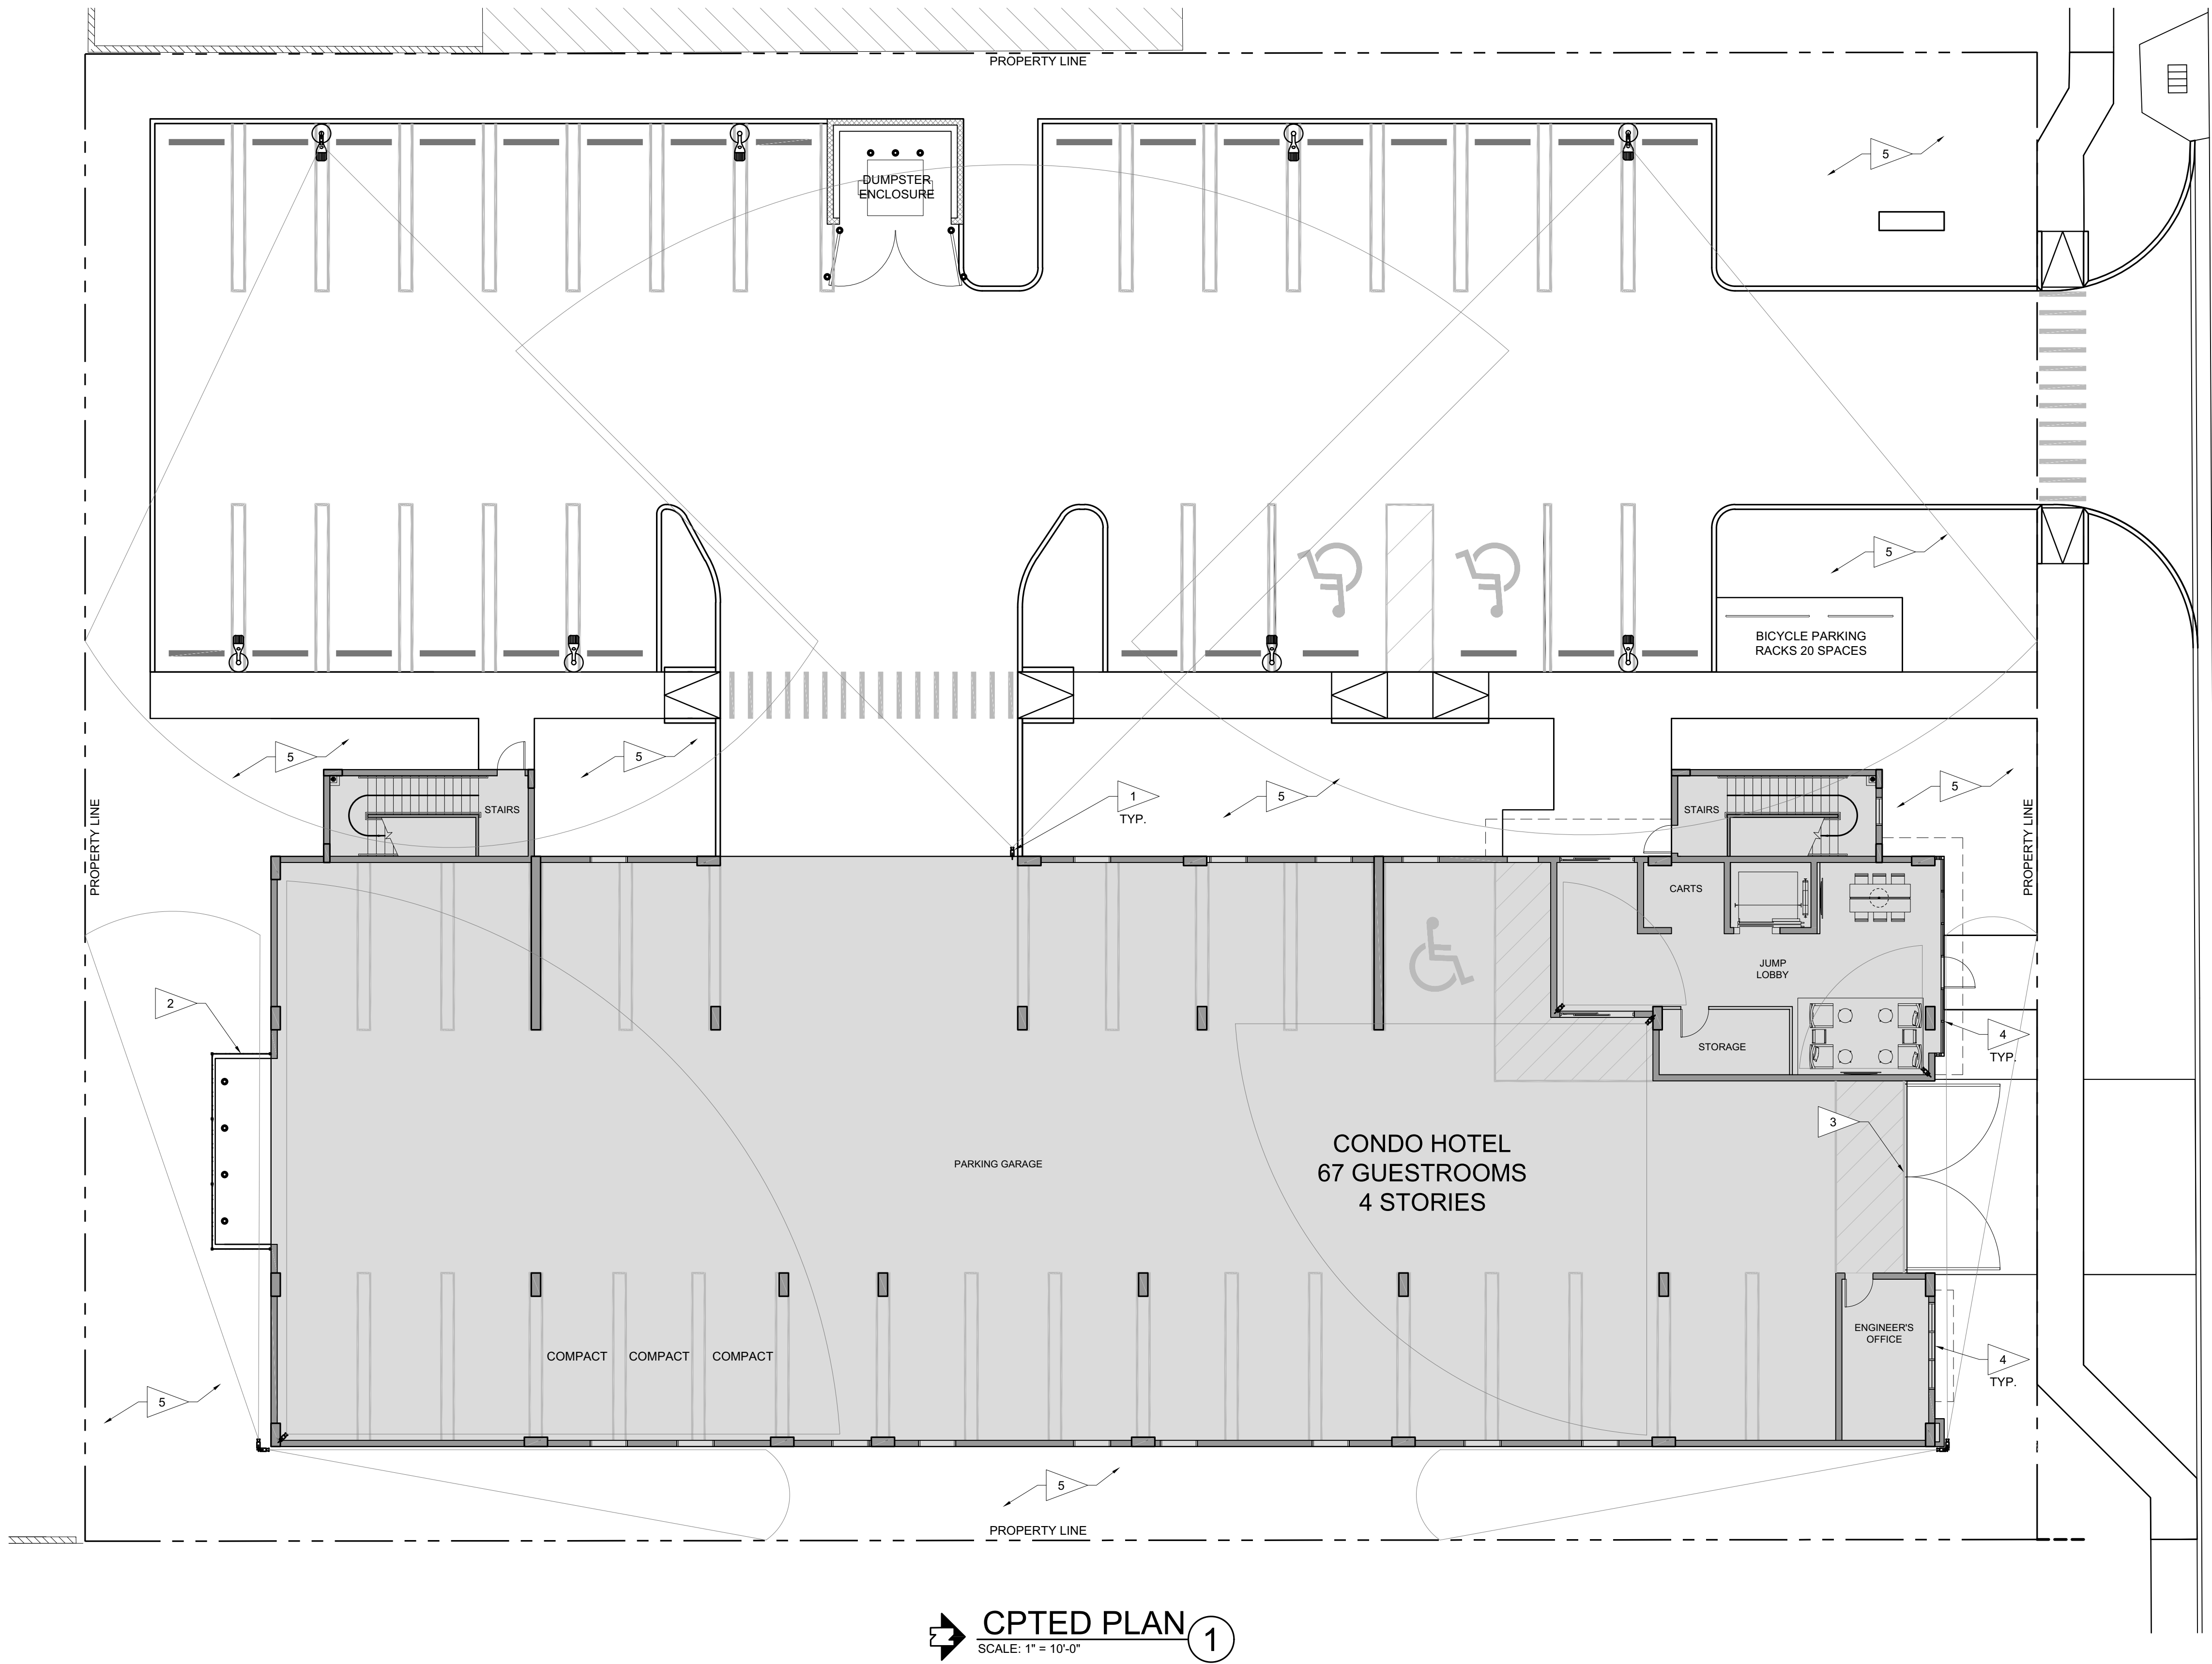 PROPERTY LINE
5
DUMPSTER
ENCLOSURE
5
BICYCLE PARKING
RACKS 20 SPACES
5
5
1
TYP.
5
5
STAIRS
STAIRS
PROPERTY LINE
PROPERTY LINE
CARTS
JUMP
LOBBY
2
STORAGE
4
TYP.
3
PARKING GARAGE
CONDO HOTEL
67 GUESTROOMS
4 STORIES
COMPACT
COMPACT
COMPACT
ENGINEER'S
OFFICE
4
TYP.
5
5
PROPERTY LINE
Z
CPTED PLAN
1
SCALE: 1" = 10'-0"